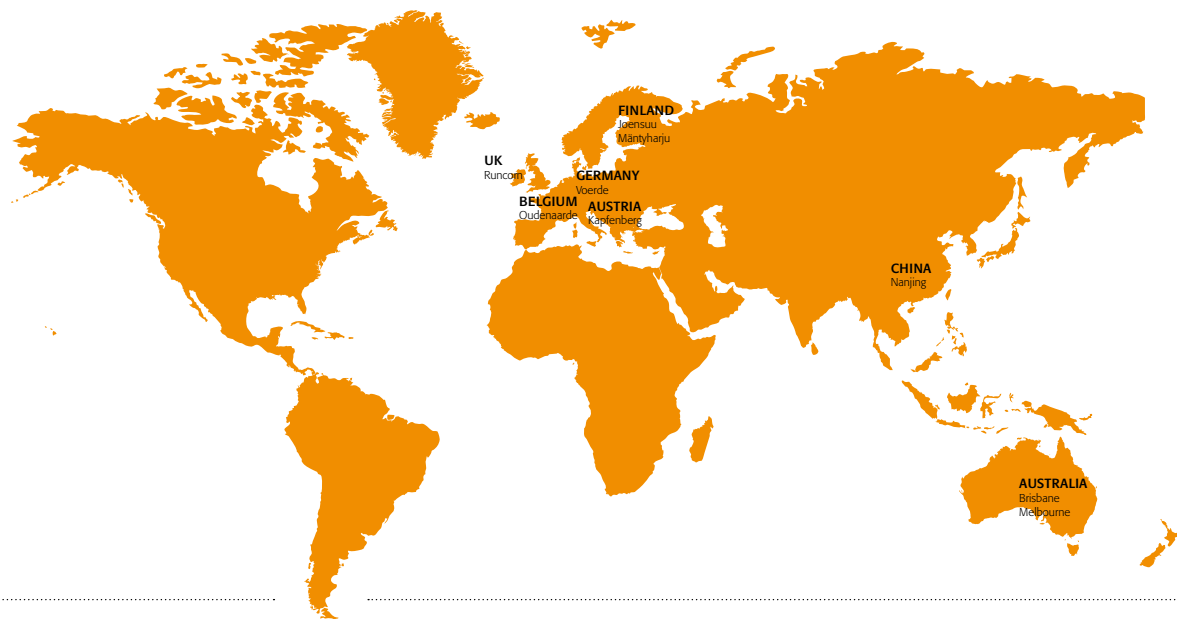 FINLAND
Joensuu
Mäntyharju
UK
Runcorn
GERMANY
Voerde
BELGIUM
Oudenaarde
AUSTRIA
Kapfenberg
CHINA
Nanjing
AUSTRALIA
Brisbane
Melbourne